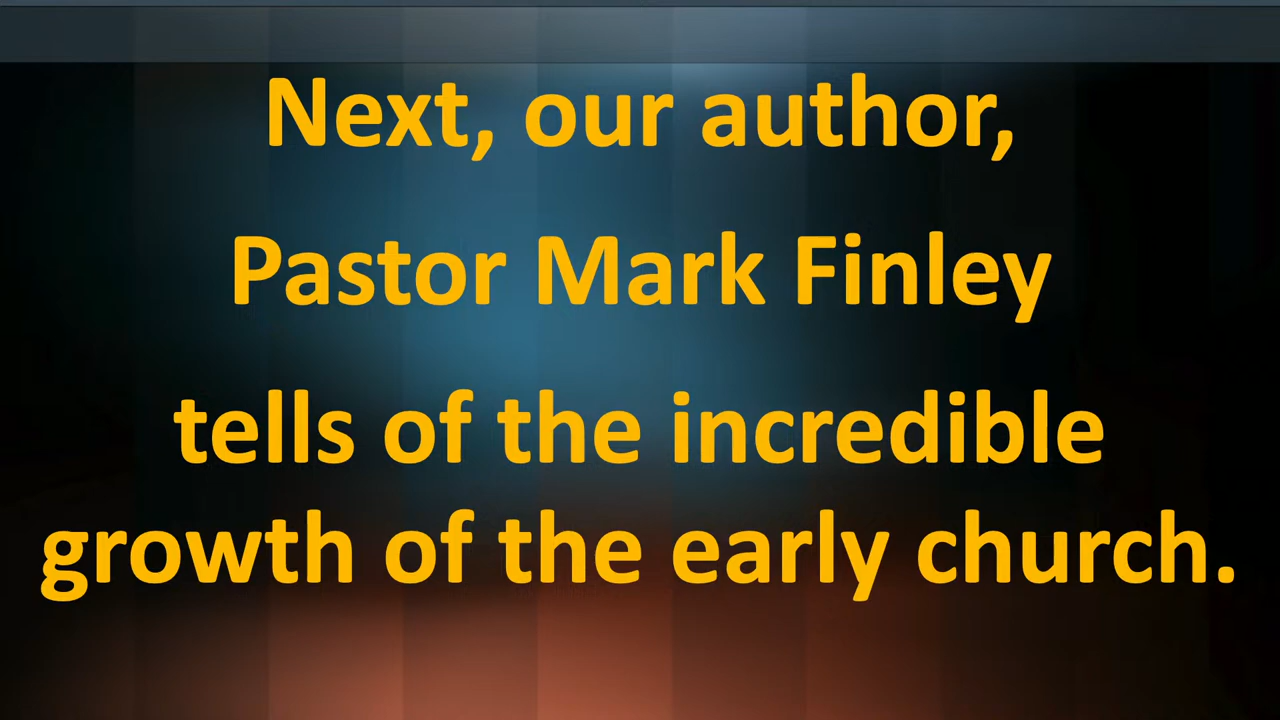 Next, our author,
Pastor Mark Finley
tells of the incredible
growth of the early church.